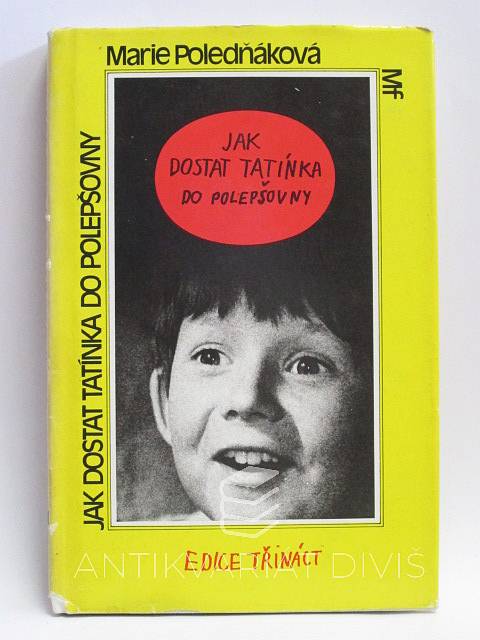 Marie Poledňáková
Mf
JAK DOSTAT TATÍNKA DO POLEPŠOVNY
JAK
DOSTAT TATÍNKA
DO POLEPŠOVNY
EDICE TŘINÁCT
ANTIKVARIÁT DIVIŠ